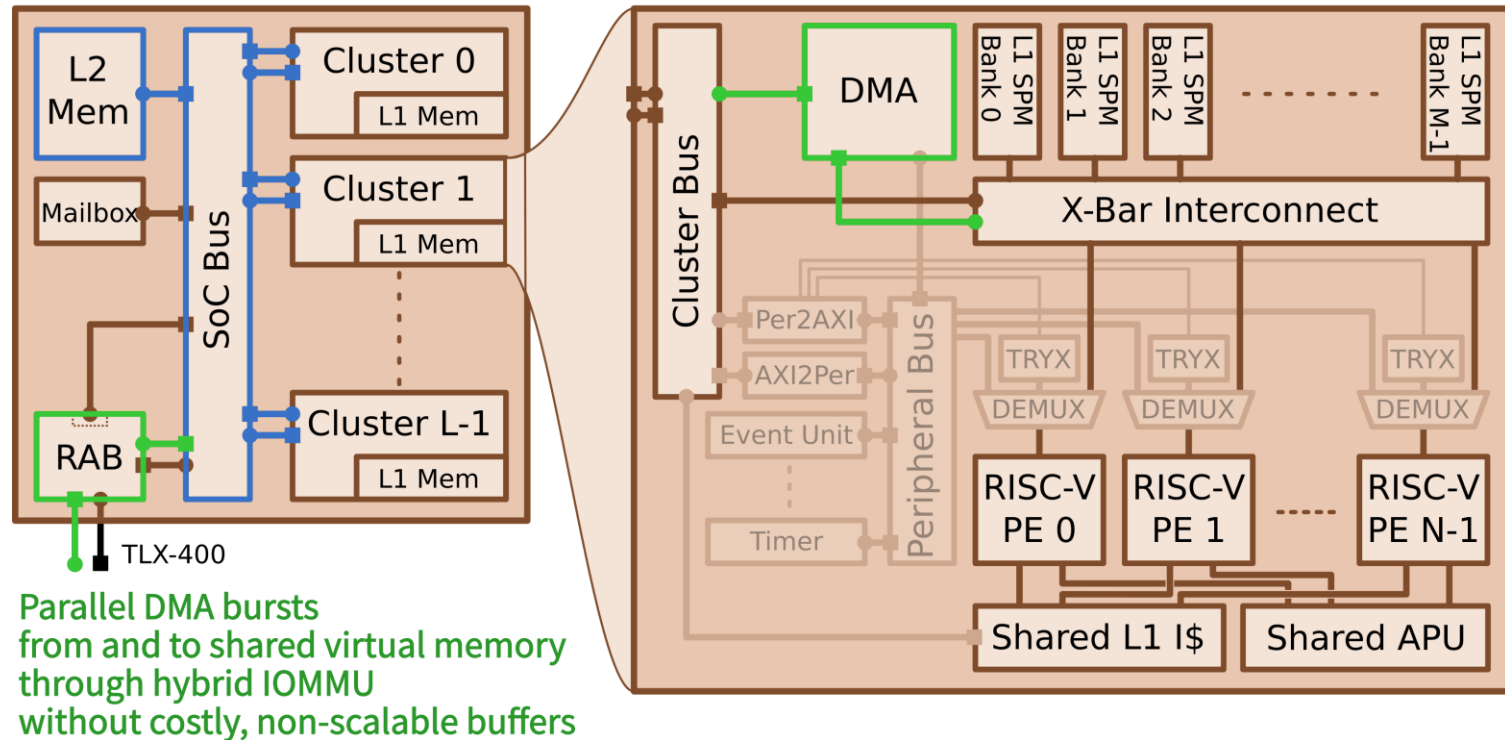 L2
Mem
Mailbox
SoC Bus
RAB
TLX-400
Cluster 0
L1 Mem
Cluster 1
L1 Mem
Cluster L-1
L1 Mem
Parallel DMA bursts
from and to shared virtual memory
through hybrid IOMMU
without costly, non-scalable buffers
Cluster Bus
DMA
L1 SPM
Bank 0
L1 SPM
Bank 1
L1 SPM
Bank 2
L1 SPM
Bank M-1
X-Bar Interconnect
Per2AXI
AXI2Per
Event Unit
Timer
Peripheral Bus
TRYX
TRYX
TRYX
DEMUX
DEMUX
DEMUX
RISC-V
PE 0
RISC-V
PE 1
RISC-V
PE N-1
Shared L1 I$
Shared APU